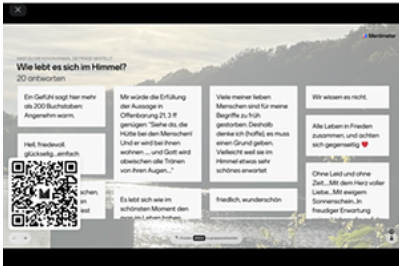 Mentimeter
Wie lebt es sich im Himmel?
20 antworten
Ein Gefühl sagt hier mehr
als 200 Buchstaben:
Angenehm warm.
Hell, friedevoll,
glückselig...einfach
Mir würde die Erfüllung
der Aussage in
Offenbarung 21, 3 ff
genügen: "Siehe da, die
Hütte bei den Menschen!
Und er wird bei ihnen
wohnen .... und Gott wird
abwischen alle Tränen
von ihren Augen..."
Es lebt sich wie im
schönsten Moment den
man im Leben haben
Viele meiner lieben
Menschen sind für meine
Begriffe zu früh
gestorben. Deshalb
denke ich (hoffe), es muss
einen Grund geben.
Vielleicht weil sie im
Himmel etwas sehr
schönes erwartet
friedlich, wunderschön
Wir wissen es nicht.
Alle Leben in Frieden
zusammen, und achten
sich gegenseitig ❤️
Ohne Leid und ohne
Zeit...Mit dem Herz voller
Liebe...Mit ewigem
Sonnenschein..In
freudiger Erwartung